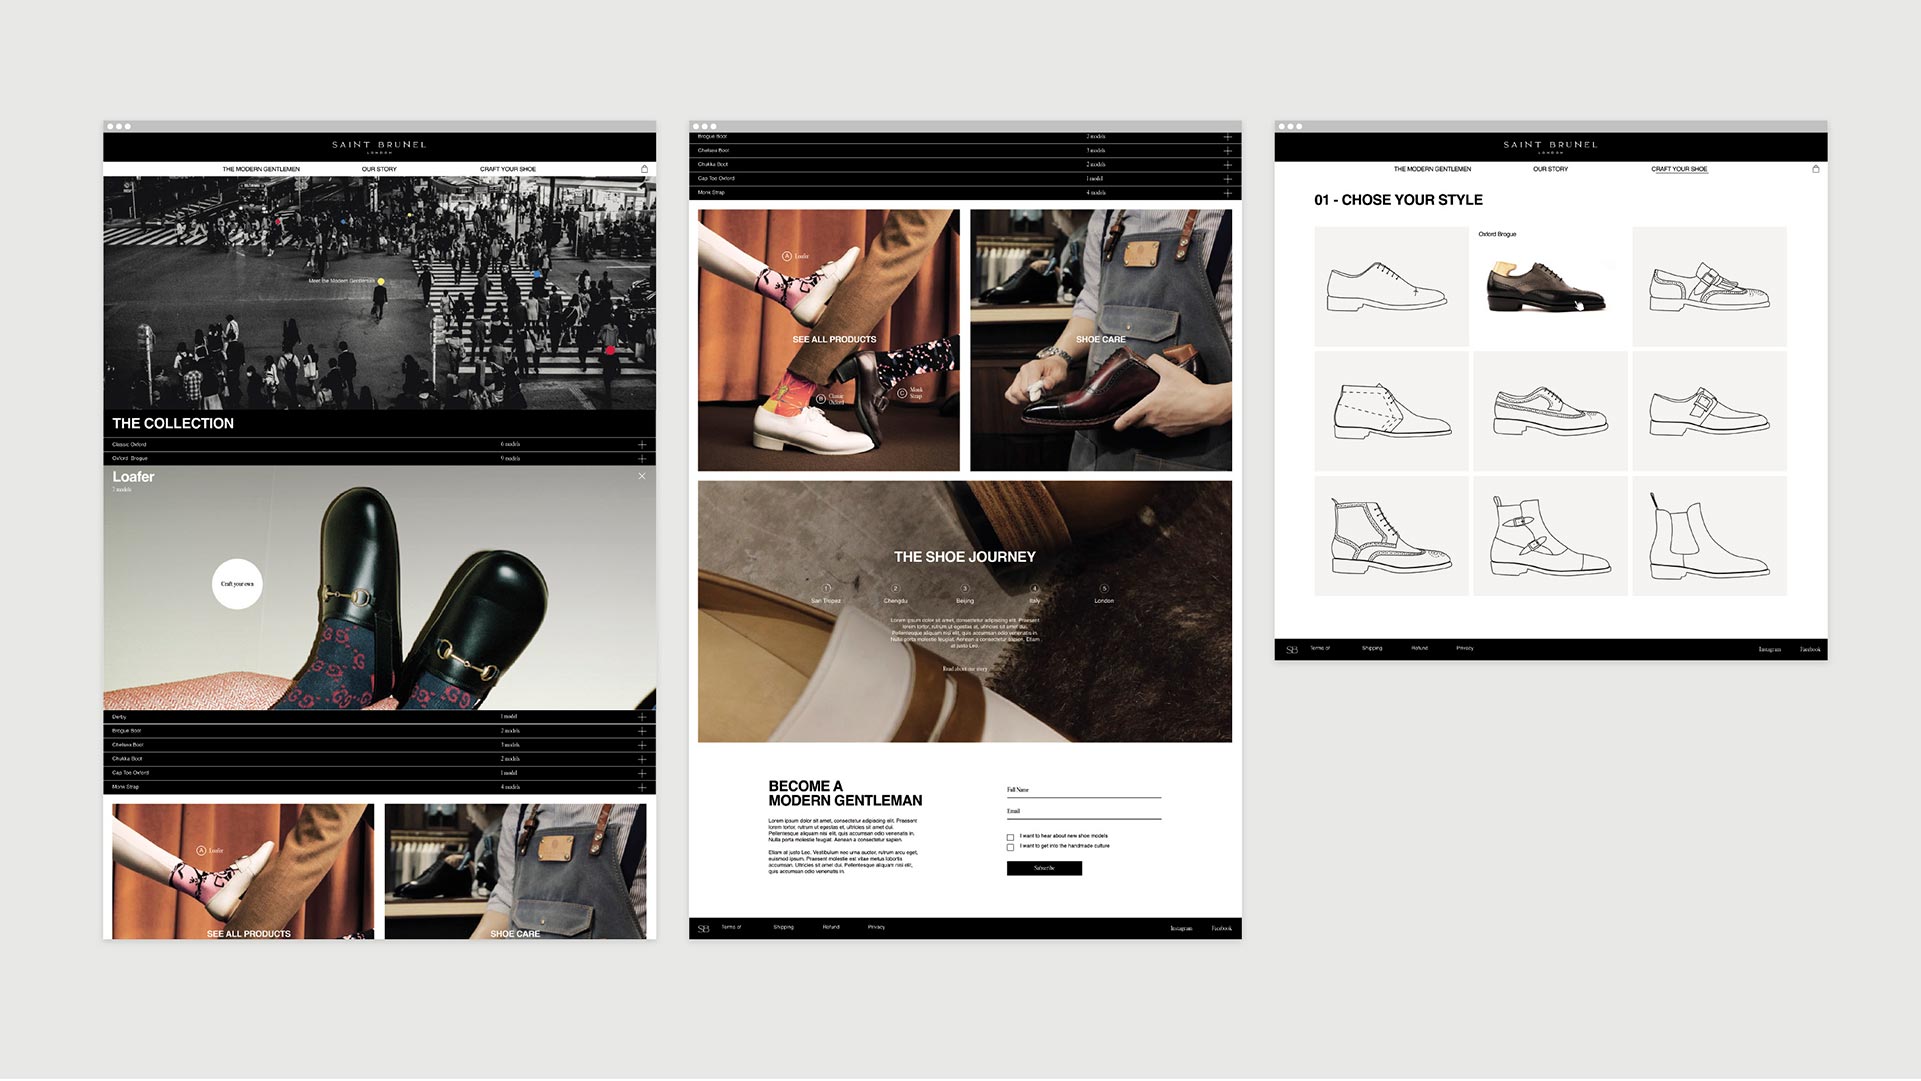 SAINT BRUNEL
LONDON
THE MODERN GENTLEMEN
OUR STORY
CRAFT YOUR SHOE
Meet the Modern Gentleman
THE COLLECTION
Classic Oxford 6 models +
Oxford Brogue 9 models +
Loafer
models
Craft your own
Derby 1 model +
Brogue Boot 2 models +
Chelsea Boot 3 models +
Chukka Boot 2 models +
Cap Toe Oxford 1 model +
Monk Strap 4 models +
A Loafer
SEE ALL PRODUCTS
SHOE CARE
Brogue Boot 2 models +
Chelsea Boot 3 models +
Chukka Boot 2 models +
Cap Toe Oxford 1 model +
Monk Strap 4 models +
A Loafer
SEE ALL PRODUCTS
B Classic
Oxford
C Monk
Strap
SHOE CARE
THE SHOE JOURNEY
1 2 3 4 5
San Tropez Chengdu Beijing Italy London
Lorem ipsum dolor sit amet, consectetur adipiscing elit. Praesent
lorem tortor, rutrum ut egestas at, ultricies sit amet dui.
Pellentesque aliquam nisi elit, quis accumsan odio venenatis in.
Nulla porta molestie feugiat. Aenean a consectetur sapien. Etiam
at justo Leo.
Read about our story
BECOME A
MODERN GENTLEMAN
Lorem ipsum dolor sit amet, consectetur adipiscing elit. Praesent
lorem tortor, rutrum ut egestas et, ultricies sit amet dui.
Pellentesque aliquam nisi elit, quis accumsan odio venenatis in.
Nulla porta molestie feugiat. Aenean a consectetur sapien.
Etiam at justo Leo. Vestibulum nec urna auctor, rutrum arcu eget,
euismod ipsum. Praesent molestie est vitae metus lobortis
accumsan. Ultricies sit amet dui. Pellentesque aliquam nisi elit,
quis accumsan odio venenatis in.
Full Name
Email
I want to hear about new shoe models
I want to get into the handmade culture
Subscribe
SB Terms of Shipping Refund Privacy Instagram Facebook
SAINT BRUNEL
LONDON
THE MODERN GENTLEMEN
OUR STORY
CRAFT YOUR SHOE
01 - CHOSE YOUR STYLE
Oxford Brogue
SB Terms of Shipping Refund Privacy Instagram Facebook